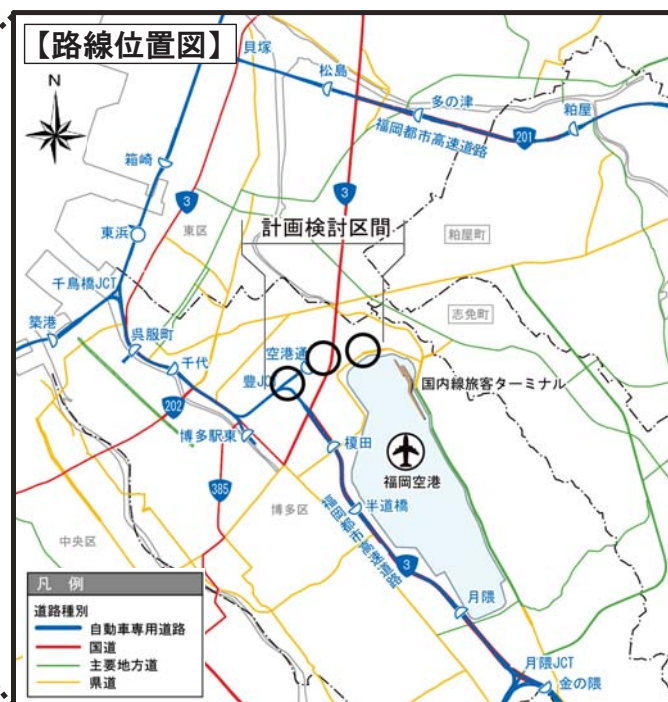 【路線位置図】
N
貝塚
松島
多の津
粕屋
福岡都市高速道路
201
箱崎
3
3
東浜
東区
計画検討区間
粕屋町
千鳥橋JCT
志免町
築港
呉服町
千代
空港通
豊JCT
国内線旅客ターミナル
202
博多駅東
榎田
福岡空港
385
博多区
半道橋
福岡都市高速道路
3
中央区
月隈
月隈JCT
金の隈
凡 例
道路種別
自動車専用道路
国道
主要地方道
県道